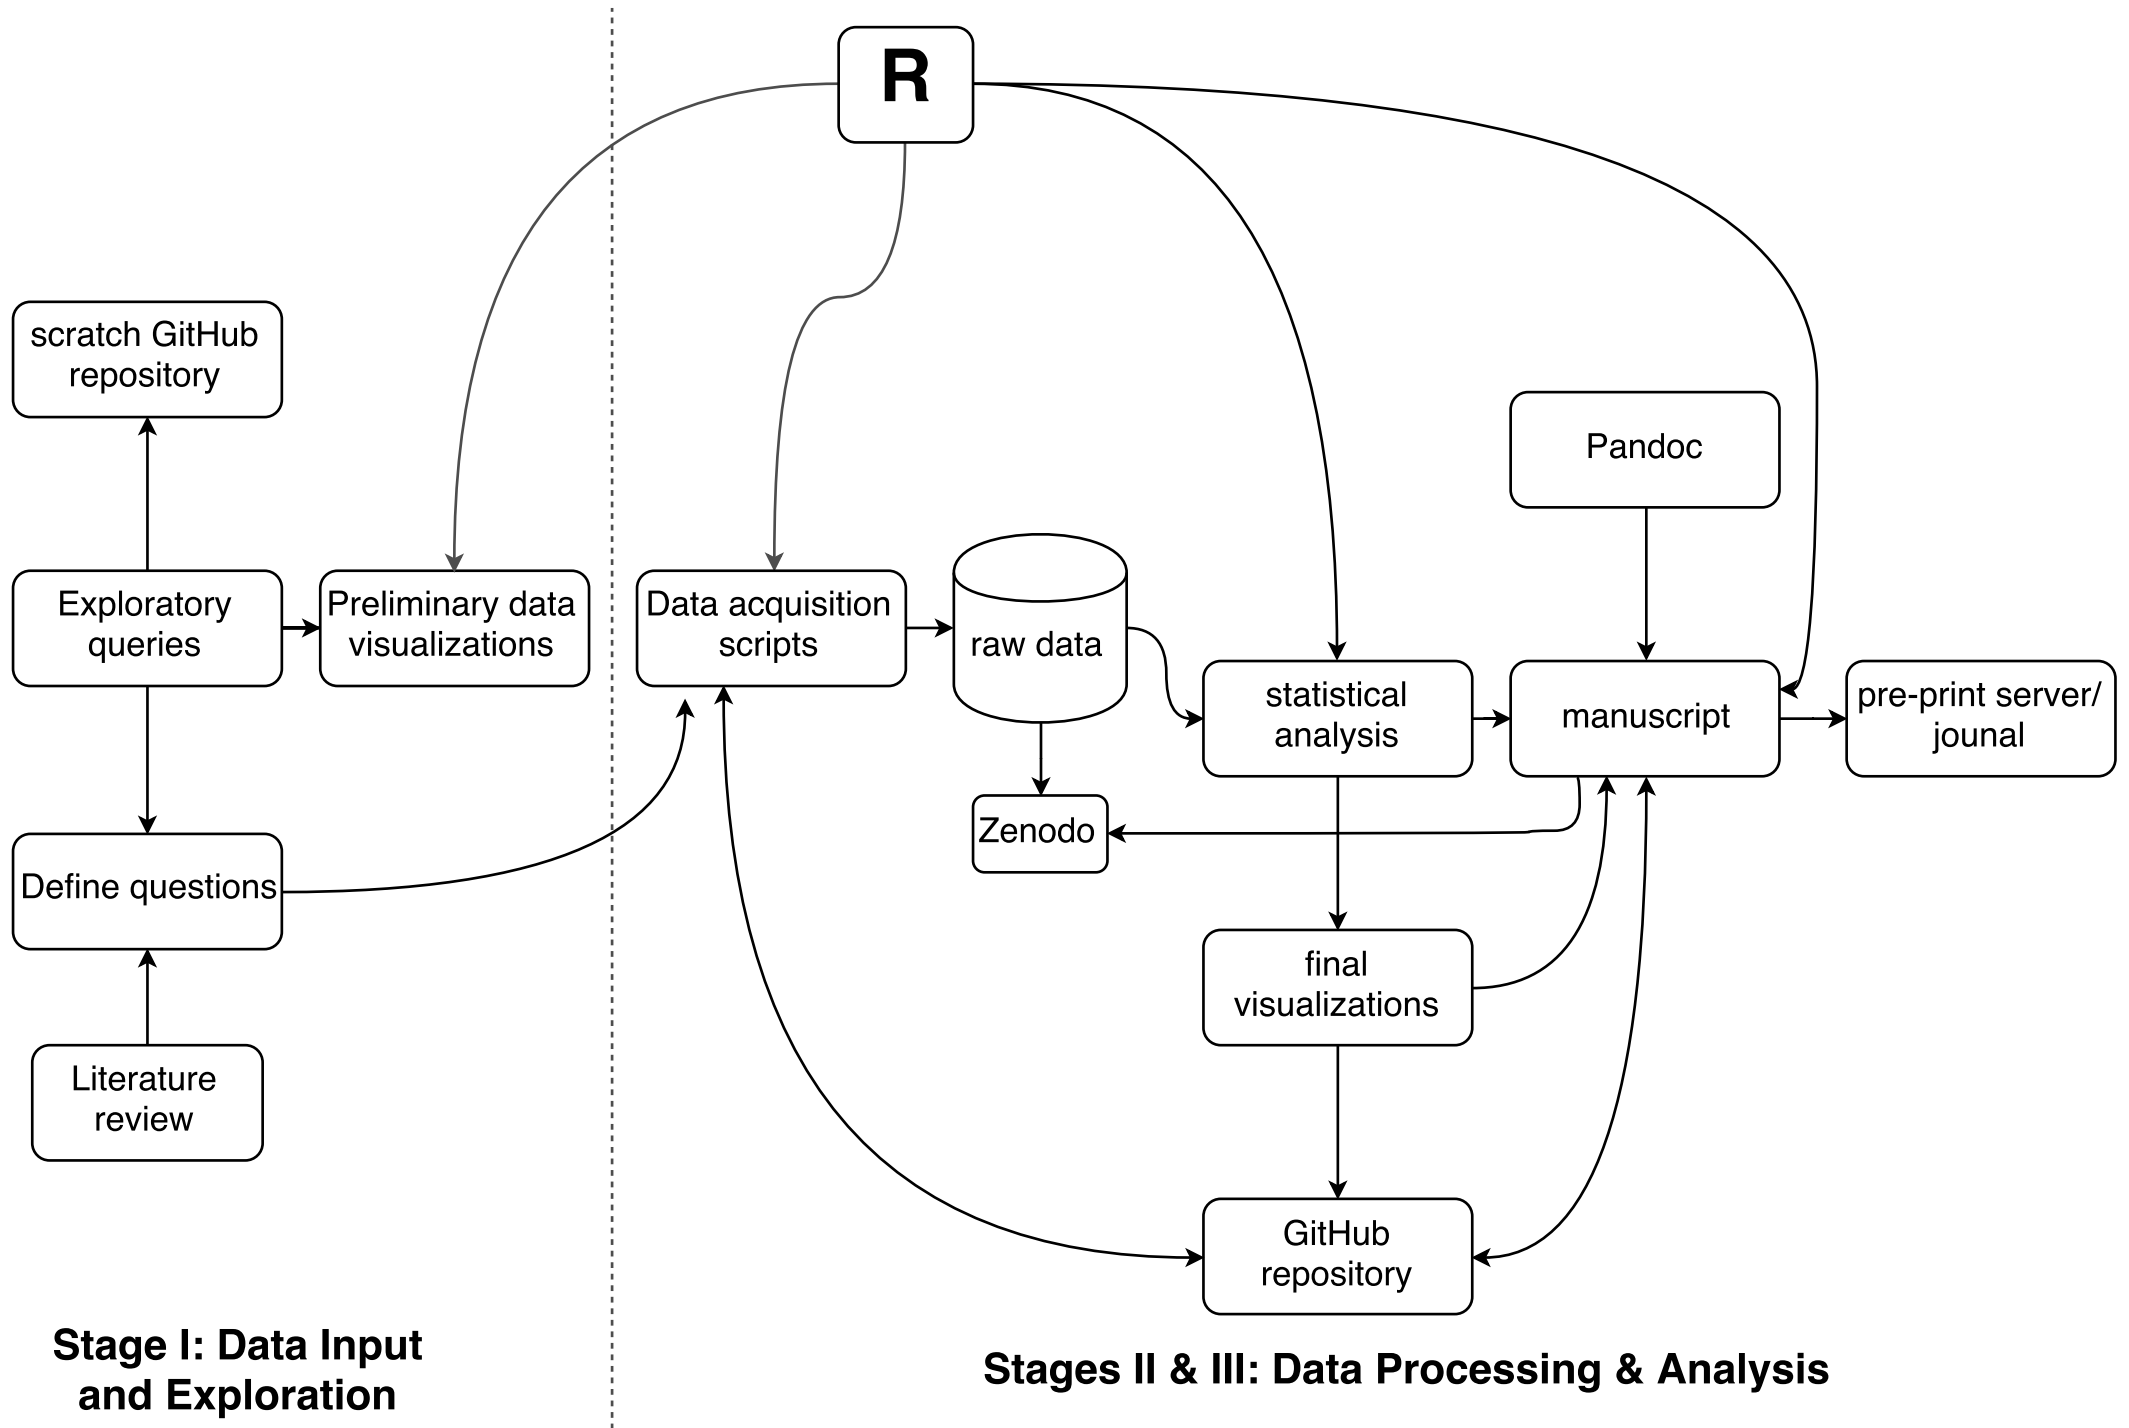 R
scratch GitHub
repository
Pandoc
Exploratory
queries
Preliminary data
visualizations
Data acquisition
scripts
raw data
statistical
analysis
manuscript
pre-print server/
jounal
Zenodo
Define questions
final
visualizations
Literature
review
GitHub
repository
Stage I: Data Input
and Exploration
Stages II & III: Data Processing & Analysis